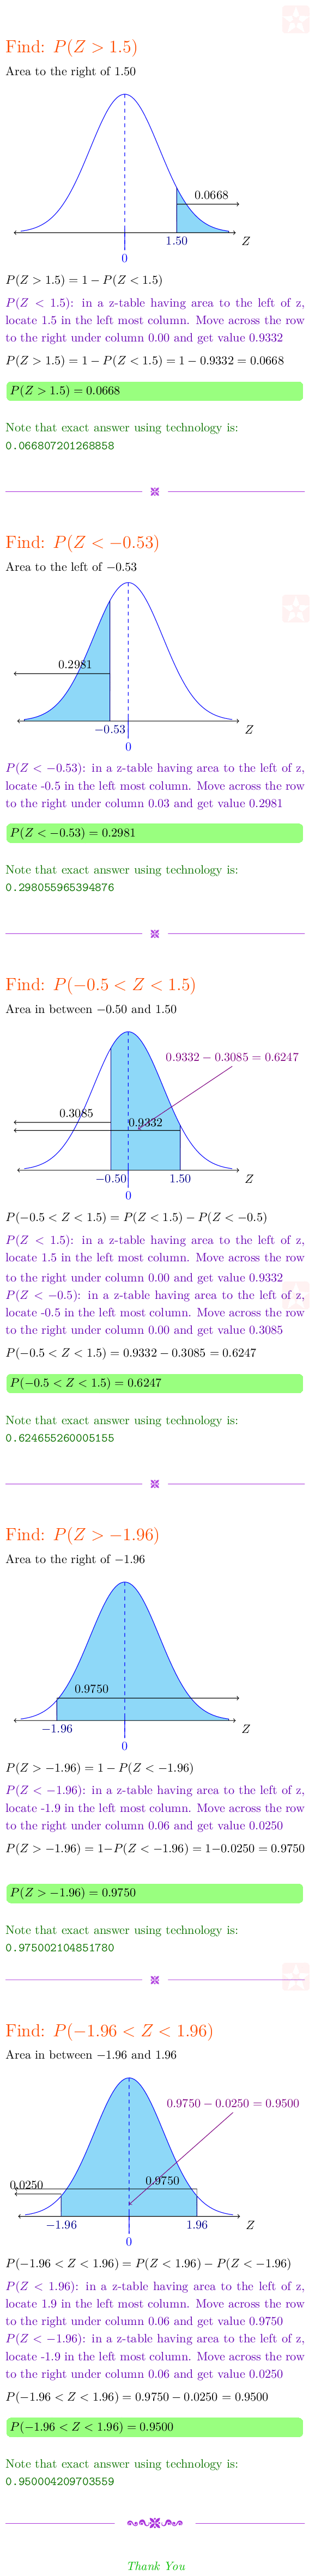 Find: P(Z > 1.5)
Area to the right of 1.50
0.0668
1.50
Z
0
P(Z > 1.5) = 1 − P(Z < 1.5)
P(Z < 1.5): in a z-table having area to the left of z,
locate 1.5 in the left most column. Move across the row
to the right under column 0.00 and get value 0.9332
P(Z > 1.5) = 1 − P(Z < 1.5) = 1 − 0.9332 = 0.0668
P(Z > 1.5) = 0.0668
Note that exact answer using technology is:
0.066807201268858
Find: P(Z < −0.53)
Area to the left of −0.53
0.2981
−0.53
Z
0
P(Z < −0.53): in a z-table having area to the left of z,
locate -0.5 in the left most column. Move across the row
to the right under column 0.03 and get value 0.2981
P(Z < −0.53) = 0.2981
Note that exact answer using technology is:
0.298055965394876
Find: P(−0.5 < Z < 1.5)
Area in between −0.50 and 1.50
0.9332 − 0.3085 = 0.6247
0.3085
0.9332
−0.50
1.50
Z
0
P(−0.5 < Z < 1.5) = P(Z < 1.5) − P(Z < −0.5)
P(Z < 1.5): in a z-table having area to the left of z,
locate 1.5 in the left most column. Move across the row
to the right under column 0.00 and get value 0.9332
P(Z < −0.5): in a z-table having area to the left of z,
locate -0.5 in the left most column. Move across the row
to the right under column 0.00 and get value 0.3085
P(−0.5 < Z < 1.5) = 0.9332 − 0.3085 = 0.6247
P(−0.5 < Z < 1.5) = 0.6247
Note that exact answer using technology is:
0.624655260005155
Find: P(Z > −1.96)
Area to the right of −1.96
0.9750
−1.96
Z
0
P(Z > −1.96) = 1 − P(Z < −1.96)
P(Z < −1.96): in a z-table having area to the left of z,
locate -1.9 in the left most column. Move across the row
to the right under column 0.06 and get value 0.0250
P(Z > −1.96) = 1−P(Z < −1.96) = 1−0.0250 = 0.9750
P(Z > −1.96) = 0.9750
Note that exact answer using technology is:
0.975002104851780
Find: P(−1.96 < Z < 1.96)
Area in between −1.96 and 1.96
0.9750 − 0.0250 = 0.9500
0.0250
0.9750
−1.96
1.96
Z
0
P(−1.96 < Z < 1.96) = P(Z < 1.96) − P(Z < −1.96)
P(Z < 1.96): in a z-table having area to the left of z,
locate 1.9 in the left most column. Move across the row
to the right under column 0.06 and get value 0.9750
P(Z < −1.96): in a z-table having area to the left of z,
locate -1.9 in the left most column. Move across the row
to the right under column 0.06 and get value 0.0250
P(−1.96 < Z < 1.96) = 0.9750 − 0.0250 = 0.9500
P(−1.96 < Z < 1.96) = 0.9500
Note that exact answer using technology is:
0.950004209703559
Thank You